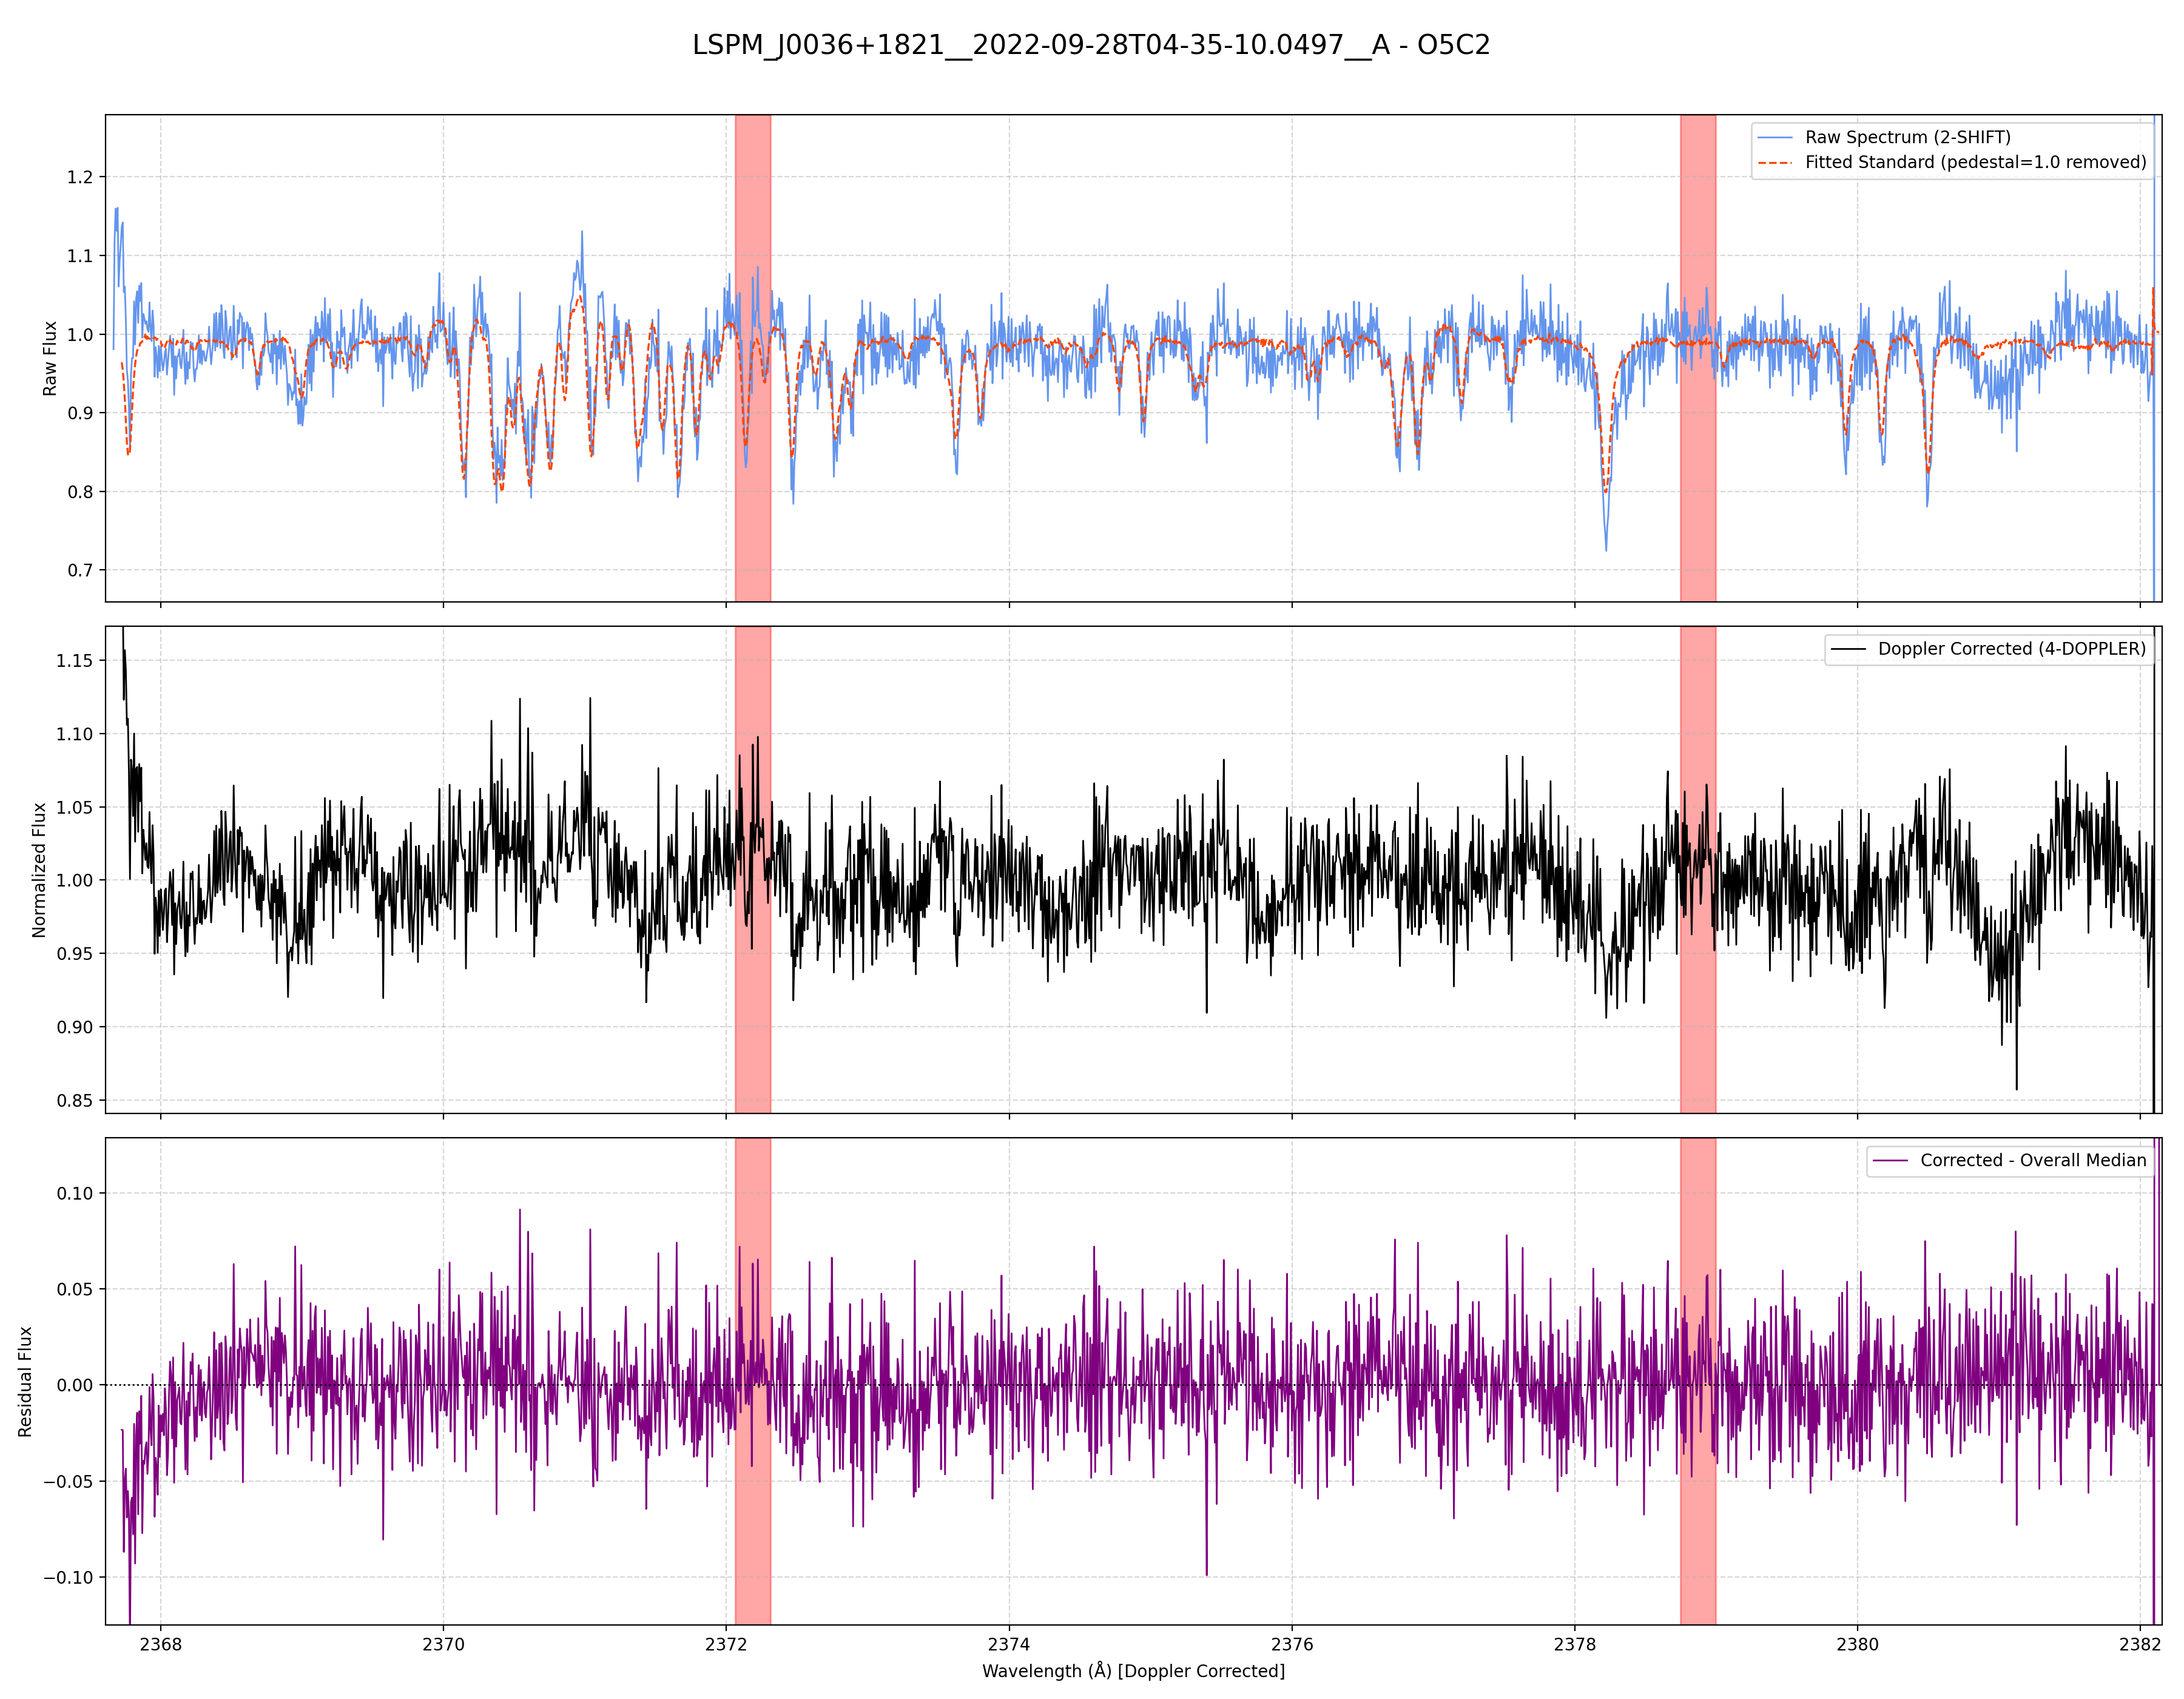 LSPM_J0036+1821__2022-09-28T04-35-10.0497__A - O5C2
Raw Spectrum (2-SHIFT)
Fitted Standard (pedestal=1.0 removed)
Raw Flux
1.2
1.1
1.0
0.9
0.8
0.7
Doppler Corrected (4-DOPPLER)
Normalized Flux
1.15
1.10
1.05
1.00
0.95
0.90
0.85
Corrected - Overall Median
Residual Flux
0.10
0.05
0.00
−0.05
−0.10
2368 2370 2372 2374 2376 2378 2380 2382
Wavelength (Å) [Doppler Corrected]